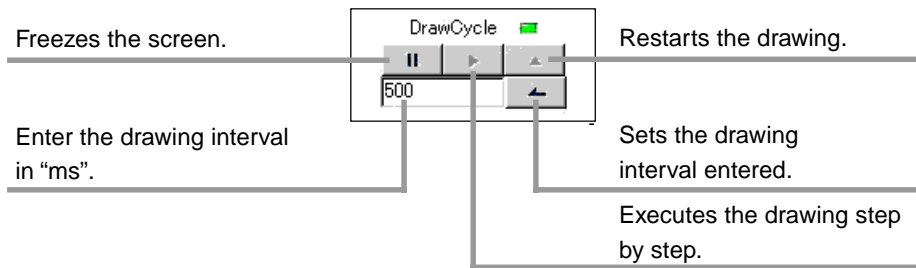 Freezes the screen.
DrawCycle
Restarts the drawing.
500
Enter the drawing interval
in “ms”.
Sets the drawing
interval entered.
Executes the drawing step
by step.